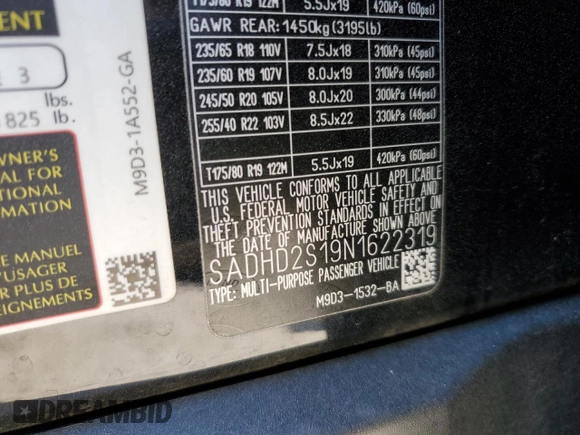 T175/80 R19 122M 5.5Jx19 420kPa (60psi)
GAWR REAR: 1450kg (3195lb)
235/65 R18 110V 7.5Jx18 310kPa (45psi)
235/60 R19 107V 8.0Jx19 310kPa (45psi)
245/50 R20 105V 8.0Jx20 300kPa (44psi)
255/40 R22 103V 8.5Jx22 330kPa (48psi)
T175/80 R19 122M 5.5Jx19 420kPa (60psi)
THIS VEHICLE CONFORMS TO ALL APPLICABLE
U.S. FEDERAL MOTOR VEHICLE SAFETY AND
THEFT PREVENTION STANDARDS IN EFFECT ON
THE DATE OF MANUFACTURE SHOWN ABOVE
SADHD2S19N1622319
TYPE: MULTI-PURPOSE PASSENGER VEHICLE
M9D3-1532-BA
M9D3-1A552-GA
3
lbs.
825 lb.
WNER'S
AL FOR
TIONAL
MATION
E MANUEL
'USAGER
R PLUS DE
EIGNEMENTS
DREAMBID